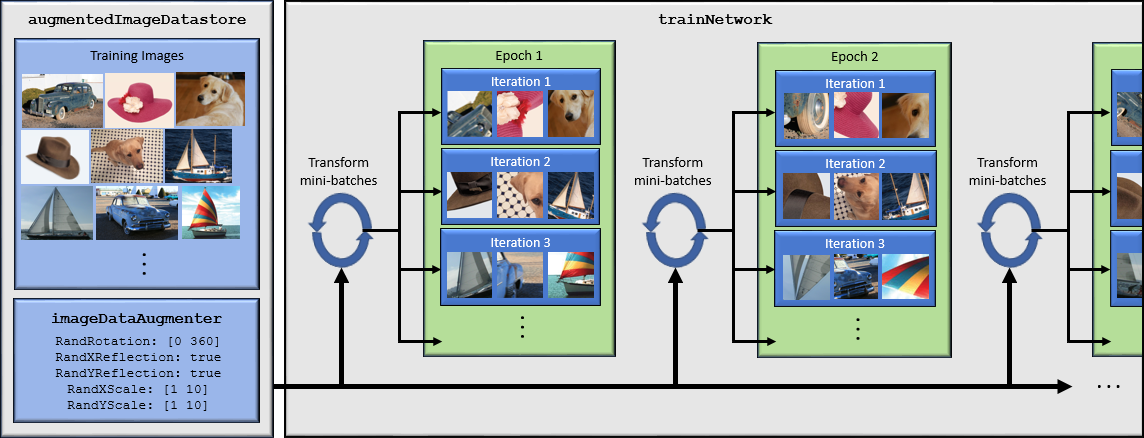 augmentedImageDatastore
Training Images
imageDataAugmenter
RandRotation: [0 360]
RandXReflection: true
RandYReflection: true
RandXScale: [1 10]
RandYScale: [1 10]
trainNetwork
Transform
mini-batches
Epoch 1
Iteration 1
Iteration 2
Iteration 3
Transform
mini-batches
Epoch 2
Iteration 1
Iteration 2
Iteration 3
Transform
mini-batches